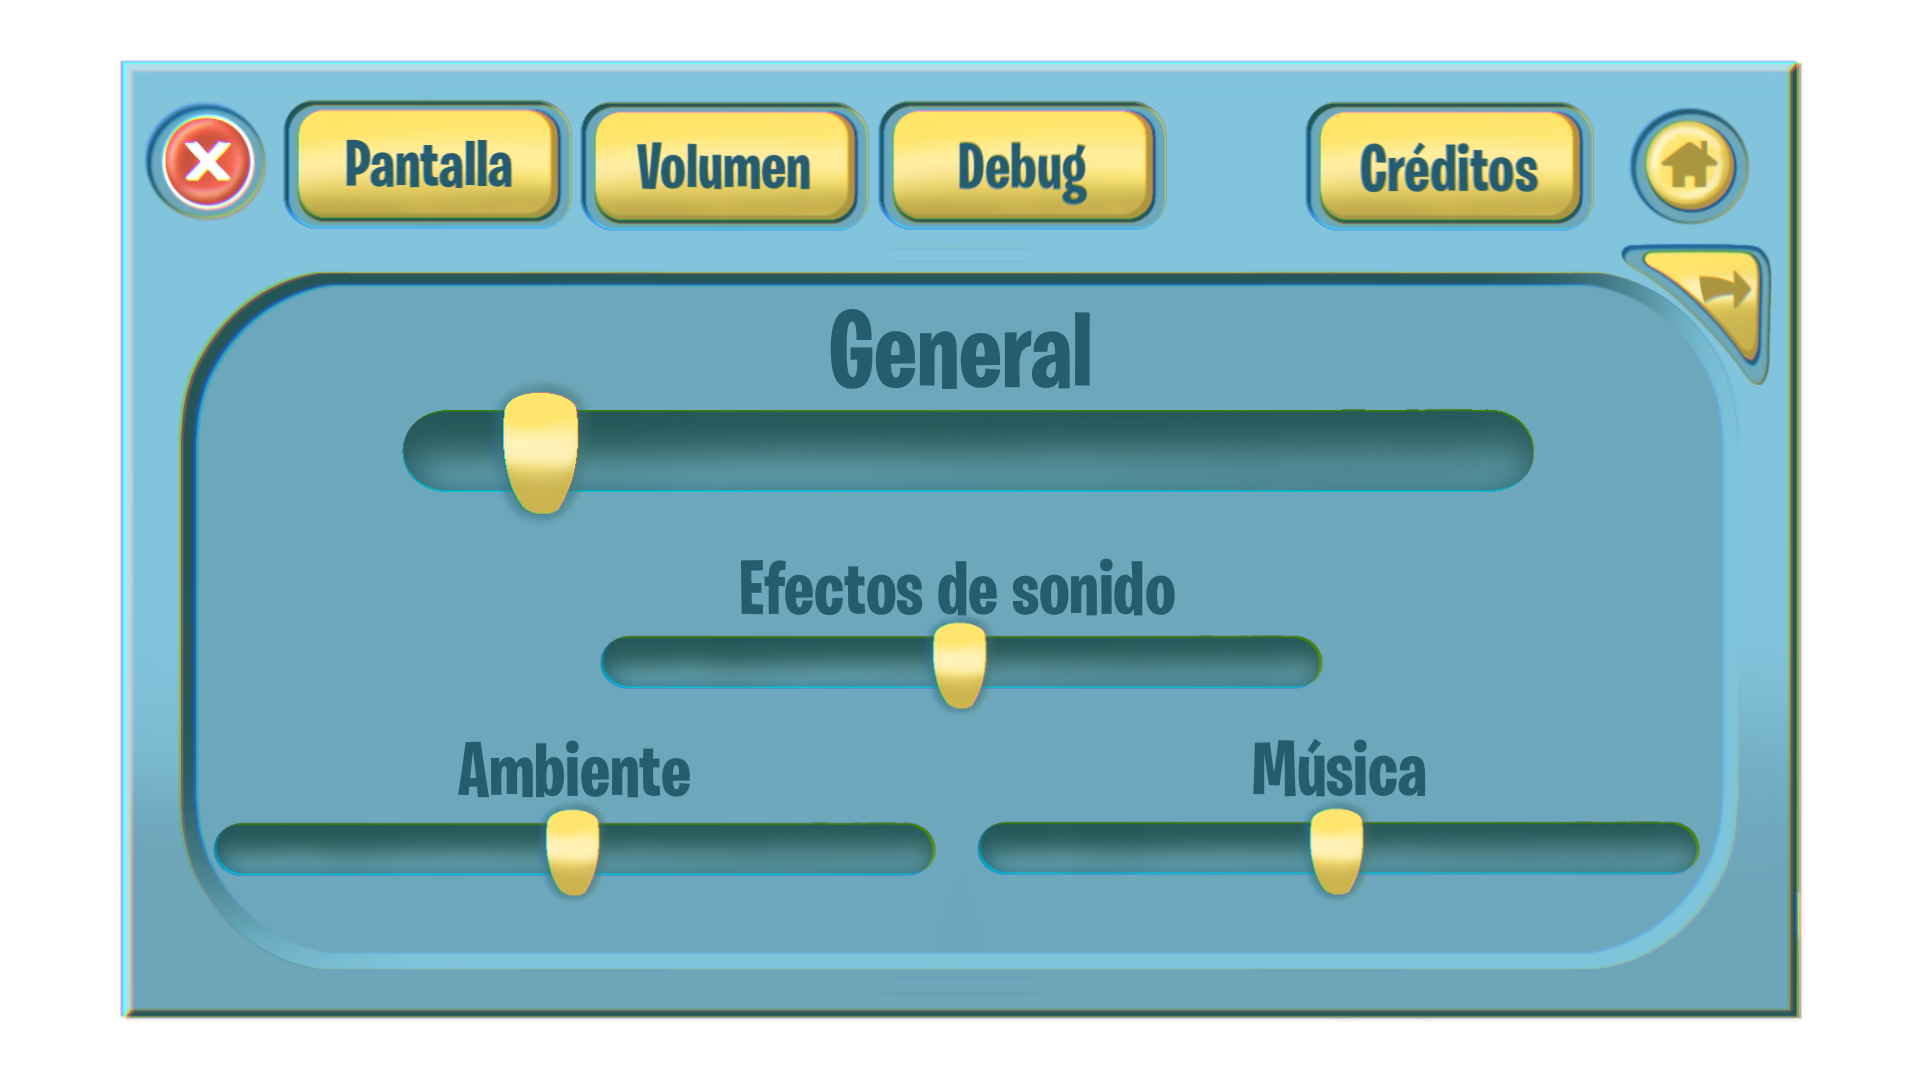 Pantalla
Volumen
Debug
Créditos
General
Efectos de sonido
Ambiente
Música